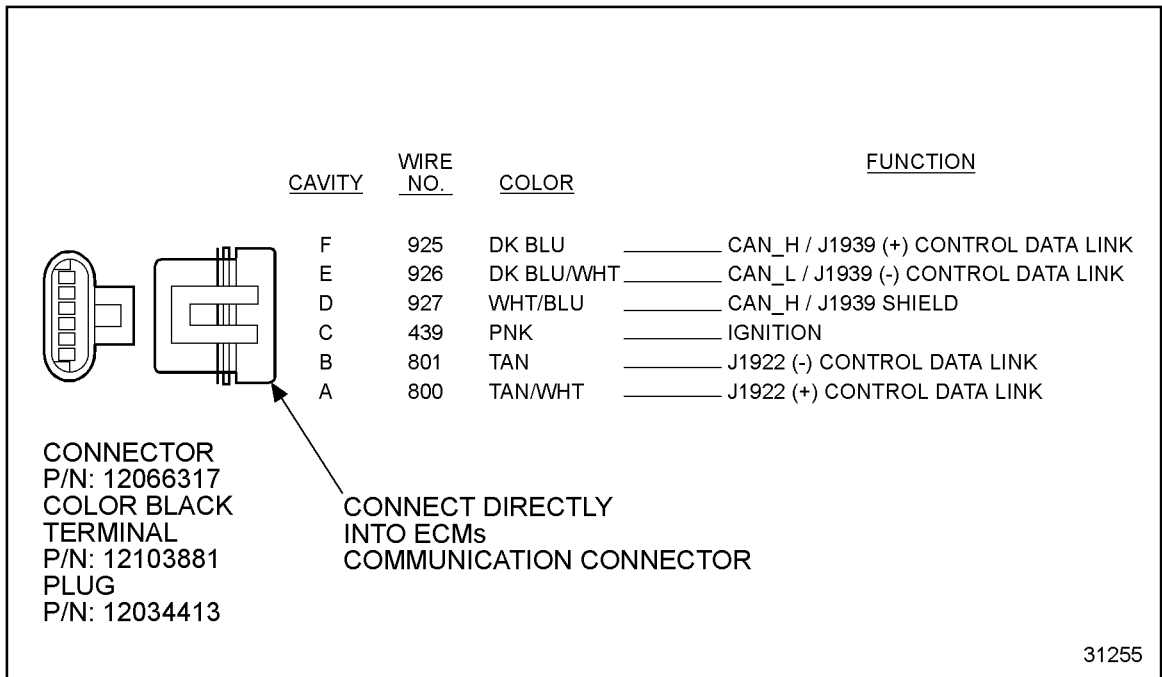 WIRE
CAVITY NO. COLOR FUNCTION
F 925 DK BLU CAN_H / J1939 (+) CONTROL DATA LINK
E 926 DK BLU/WHT CAN_L / J1939 (-) CONTROL DATA LINK
D 927 WHT/BLU CAN_H / J1939 SHIELD
C 439 PNK IGNITION
B 801 TAN J1922 (-) CONTROL DATA LINK
A 800 TAN/WHT J1922 (+) CONTROL DATA LINK
CONNECTOR
P/N: 12066317
COLOR BLACK
TERMINAL
P/N: 12103881
PLUG
P/N: 12034413
CONNECT DIRECTLY
INTO ECMs
COMMUNICATION CONNECTOR
31255